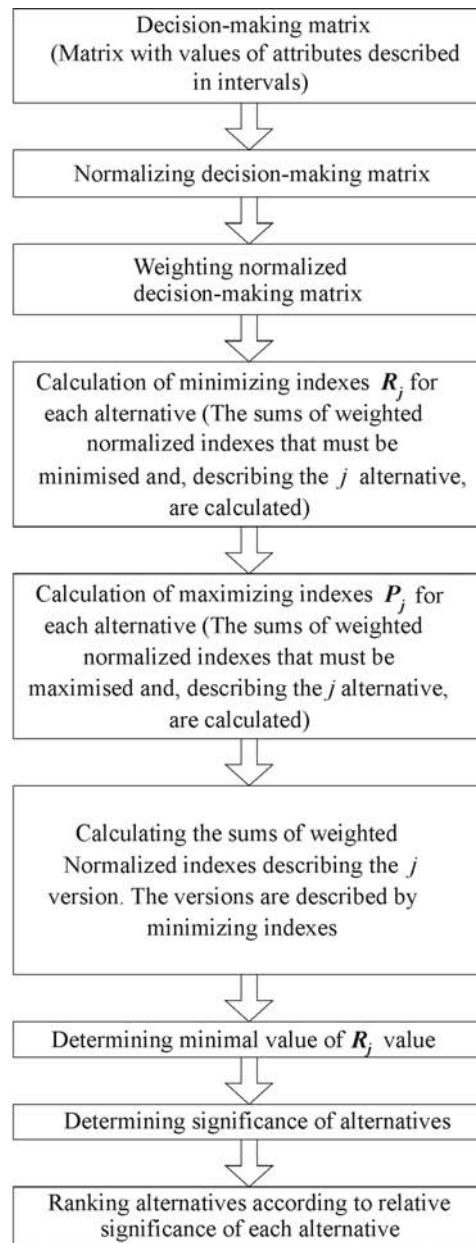 Decision-making matrix
(Matrix with values of attributes described
in intervals)
Normalizing decision-making matrix
Weighting normalized
decision-making matrix
Calculation of minimizing indexes Rj for
each alternative (The sums of weighted
normalized indexes that must be
minimised and, describing the j alternative,
are calculated)
Calculation of maximizing indexes Pj for
each alternative (The sums of weighted
normalized indexes that must be
maximised and, describing the j alternative,
are calculated)
Calculating the sums of weighted
Normalized indexes describing the j
version. The versions are described by
minimizing indexes
Determining minimal value of Rj value
Determining significance of alternatives
Ranking alternatives according to relative
significance of each alternative